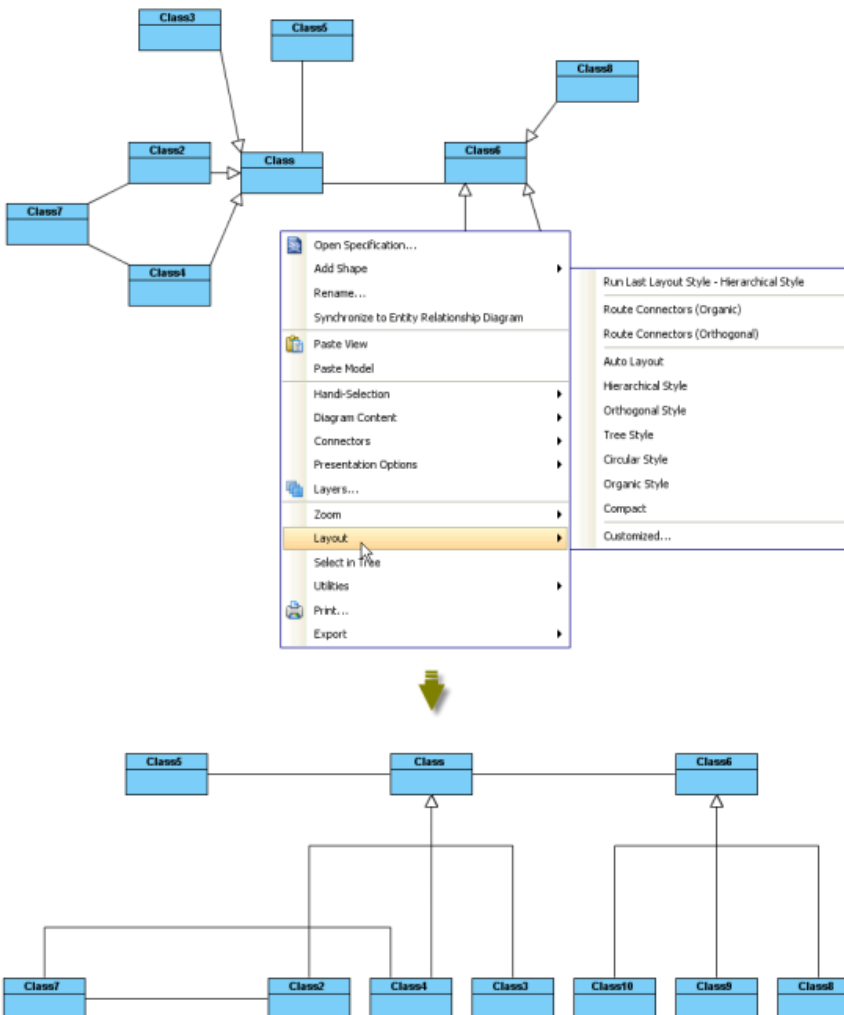 Class3
Class5
Class8
Class2
Class
Class6
Class7
Class4
Open Specification...
Add Shape
Rename...
Synchronize to Entity Relationship Diagram
Paste View
Paste Model
Handi-Selection
Diagram Content
Connectors
Presentation Options
Layers...
Zoom
Layout
Select in Tree
Utilities
Print...
Export
Run Last Layout Style - Hierarchical Style
Route Connectors (Organic)
Route Connectors (Orthogonal)
Auto Layout
Hierarchical Style
Orthogonal Style
Tree Style
Circular Style
Organic Style
Compact
Customized...
Class5
Class
Class6
Class7
Class2
Class4
Class3
Class10
Class9
Class8